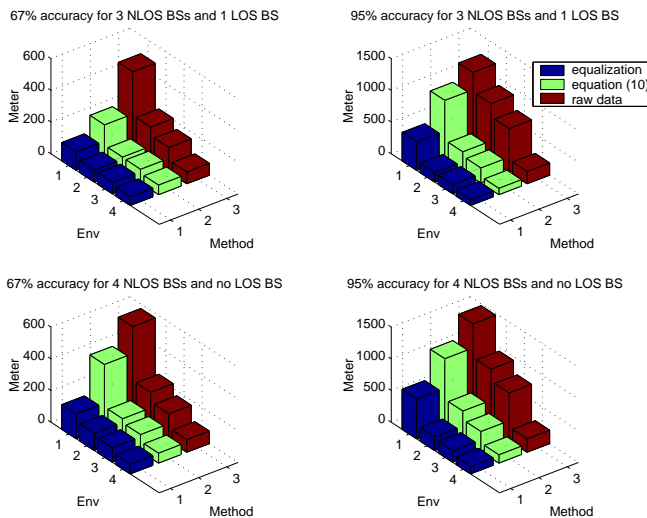 67% accuracy for 3 NLOS BSs and 1 LOS BS
600
400
200
0
Meter
1
2
3
4
Env
1
2
3
Method
95% accuracy for 3 NLOS BSs and 1 LOS BS
1500
1000
500
0
Meter
1
2
3
4
Env
1
2
3
Method
equalization
equation (10)
raw data
67% accuracy for 4 NLOS BSs and no LOS BS
600
400
200
0
Meter
1
2
3
4
Env
1
2
3
Method
95% accuracy for 4 NLOS BSs and no LOS BS
1500
1000
500
0
Meter
1
2
3
4
Env
1
2
3
Method